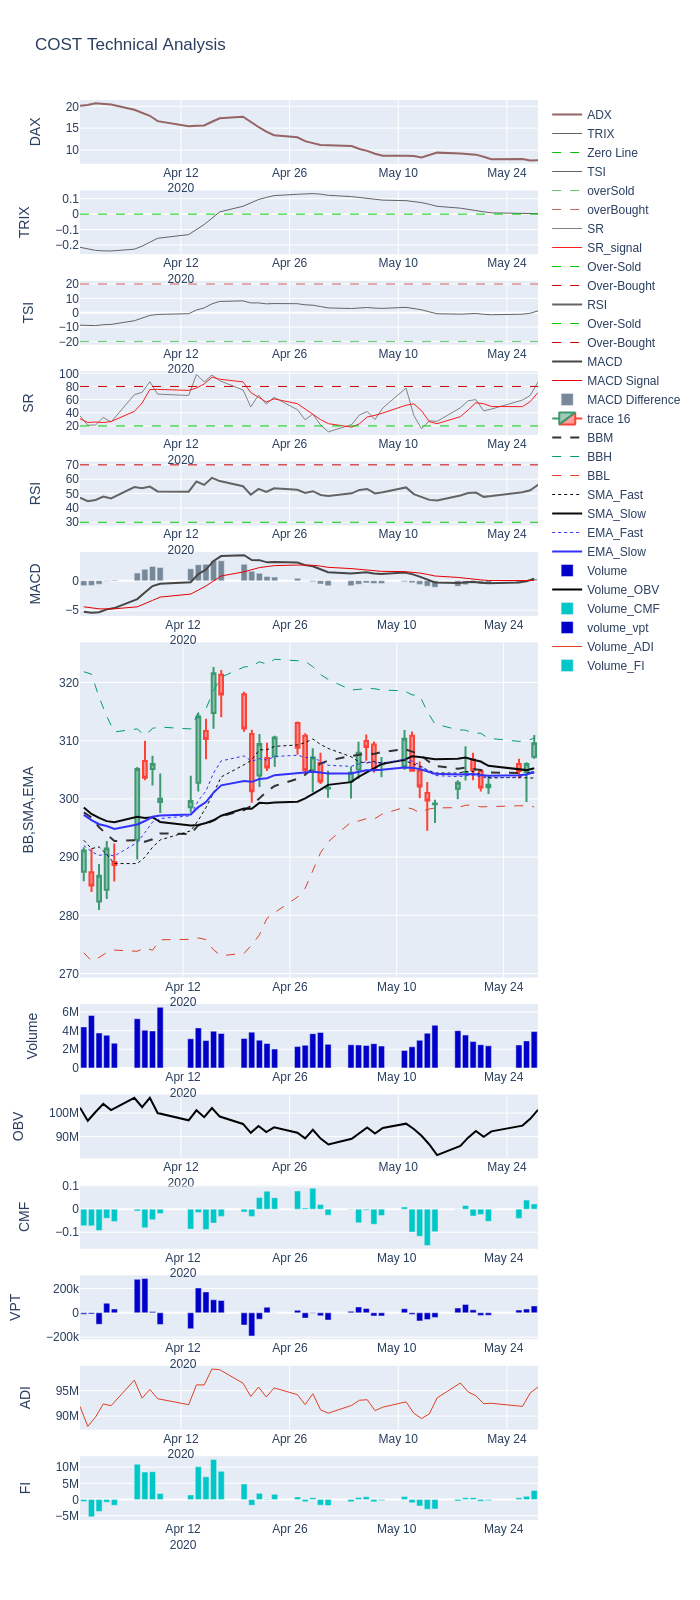 COST Technical Analysis
DAX
20
15
10
Apr 12
2020
Apr 26
May 10
May 24
TRIX
0.1
0
−0.1
−0.2
Apr 12
2020
Apr 26
May 10
May 24
TSI
20
10
0
−10
−20
Apr 12
2020
Apr 26
May 10
May 24
SR
100
80
60
40
20
Apr 12
2020
Apr 26
May 10
May 24
RSI
70
60
50
40
30
Apr 12
2020
Apr 26
May 10
May 24
MACD
0
−5
Apr 12
2020
Apr 26
May 10
May 24
BB,SMA,EMA
320
310
300
290
280
270
Apr 12
2020
Apr 26
May 10
May 24
Volume
6M
4M
2M
0
Apr 12
2020
Apr 26
May 10
May 24
OBV
100M
90M
Apr 12
2020
Apr 26
May 10
May 24
CMF
0.1
0
−0.1
Apr 12
2020
Apr 26
May 10
May 24
VPT
200k
0
−200k
Apr 12
2020
Apr 26
May 10
May 24
ADI
95M
90M
Apr 12
2020
Apr 26
May 10
May 24
FI
10M
5M
0
−5M
Apr 12
2020
Apr 26
May 10
May 24
ADX
TRIX
Zero Line
TSI
overSold
overBought
SR
SR_signal
Over-Sold
Over-Bought
RSI
Over-Sold
Over-Bought
MACD
MACD Signal
MACD Difference
trace 16
BBM
BBH
BBL
SMA_Fast
SMA_Slow
EMA_Fast
EMA_Slow
Volume
Volume_OBV
Volume_CMF
volume_vpt
Volume_ADI
Volume_FI